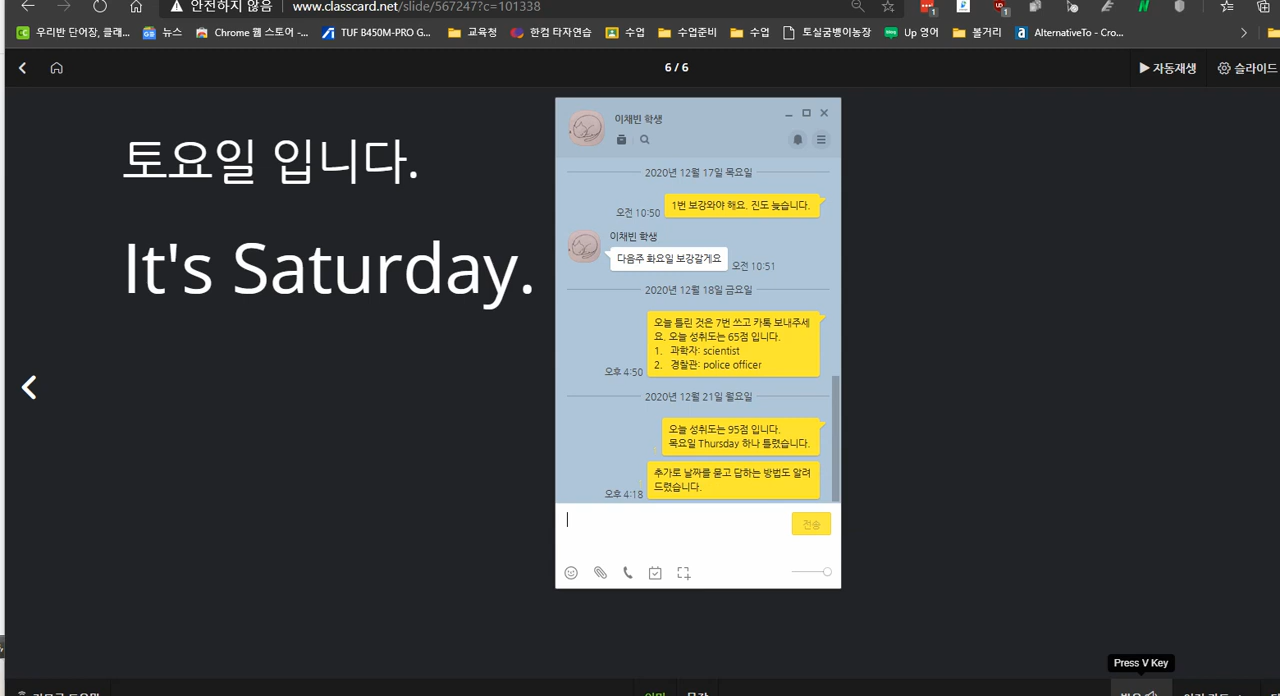 안전하지 않음 | www.classcard.net/slide/567247?c=101338
우리반 단어장, 클래... 뉴스 Chrome 웹 스토어 -... TUF B450M-PRO G... 교육청 한컴 타자연습 수업 수업준비 수업 토실굼벵이농장 Up 영어 볼거리 AlternativeTo - Cro...
6 / 6
자동재생
슬라이드
토요일 입니다.
It's Saturday.
이채빈 학생
2020년 12월 17일 목요일
1번 보강와야 해요. 진도 늦습니다.
오전 10:50
이채빈 학생
다음주 화요일 보강갈게요
오전 10:51
2020년 12월 18일 금요일
오늘 틀린 것은 7번 쓰고 카톡 보내주세
요. 오늘 성취도는 65점 입니다.
1. 과학자: scientist
2. 경찰관: police officer
오후 4:50
2020년 12월 21일 월요일
오늘 성취도는 95점 입니다.
목요일 Thursday 하나 틀렸습니다.
추가로 날짜를 묻고 답하는 방법도 알려
드렸습니다.
오후 4:18
전송
Press V Key